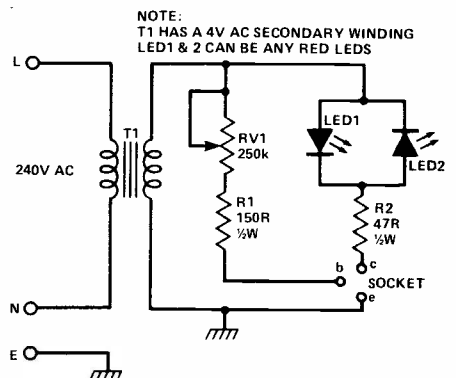 NOTE:
T1 HAS A 4V AC SECONDARY WINDING
LED1 & 2 CAN BE ANY RED LEDS
L
T1
240V AC
RV1
250k
LED1
LED2
R1
150R
½W
R2
47R
½W
b
c
SOCKET
e
N
E